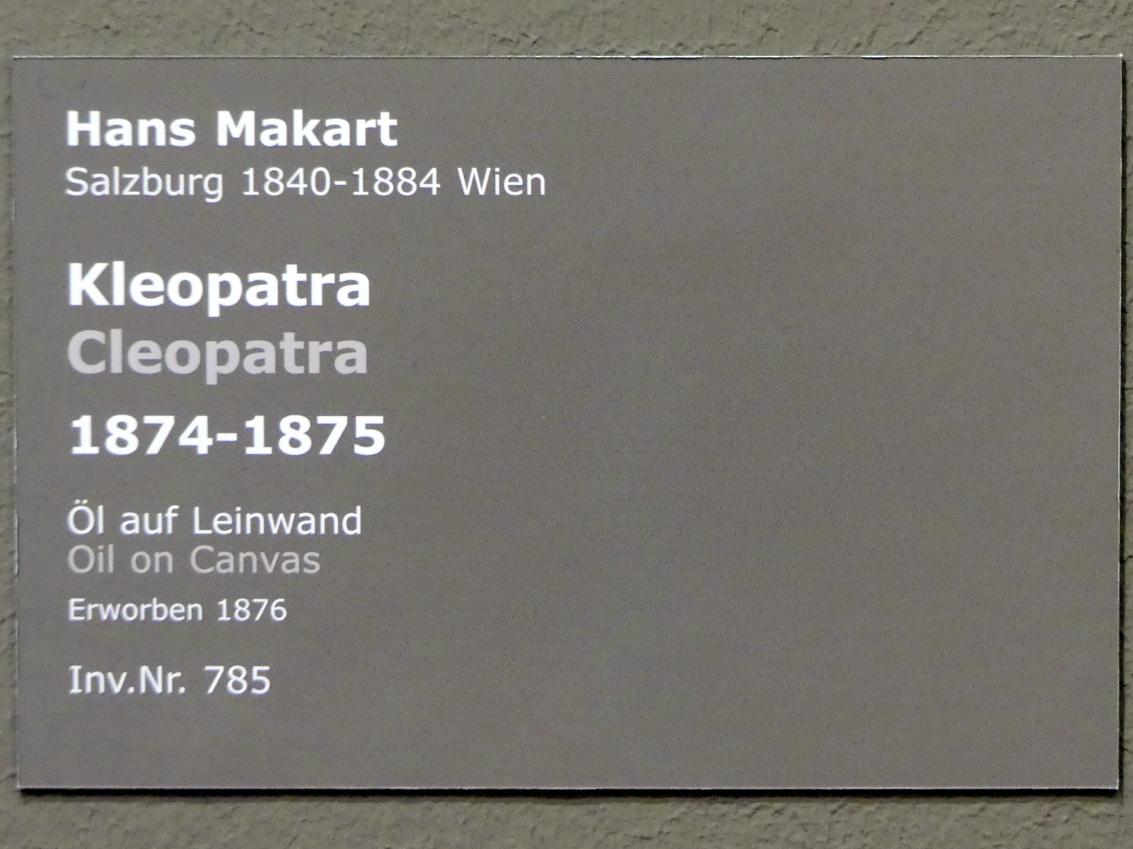 Hans Makart
Salzburg 1840-1884 Wien
Kleopatra
Cleopatra
1874-1875
Öl auf Leinwand
Oil on Canvas
Erworben 1876
Inv.Nr. 785